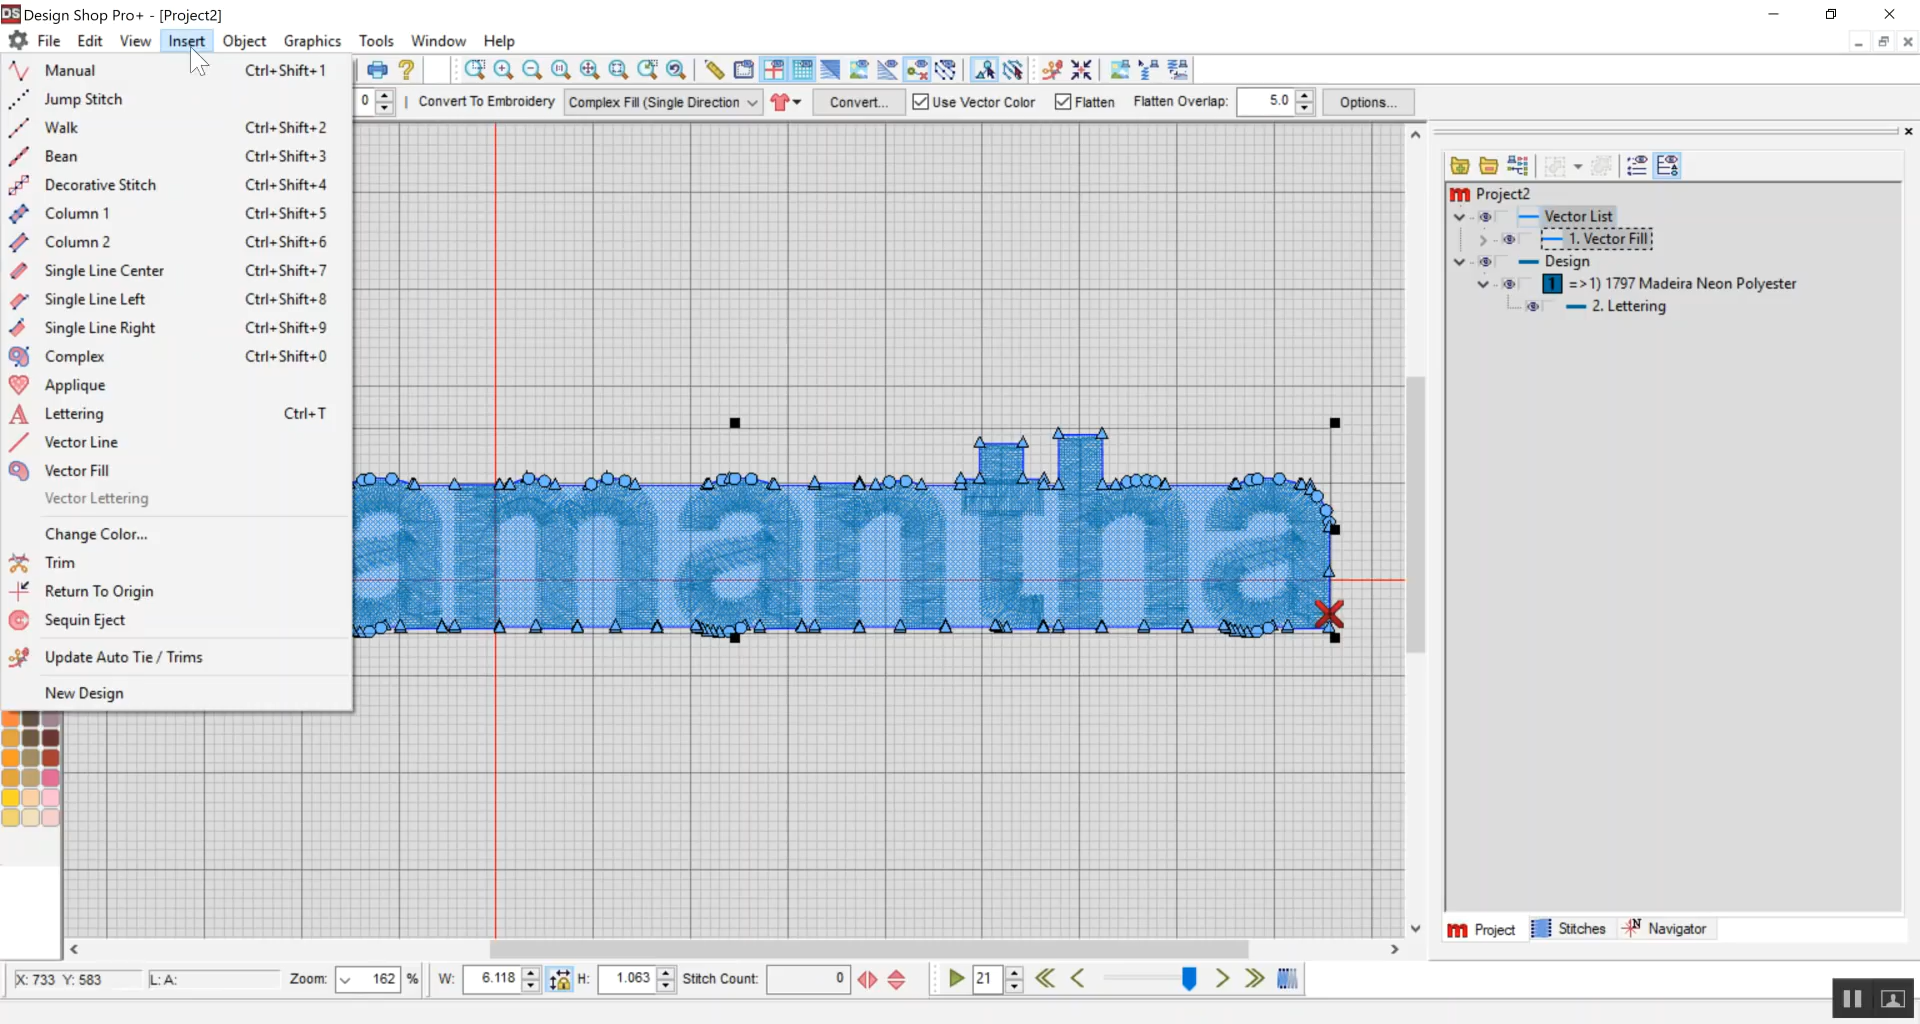 DS Design Shop Pro+ - [Project2]
File Edit View Insert Object Graphics Tools Window Help
Manual Ctrl+Shift+1
Jump Stitch
Walk Ctrl+Shift+2
Bean Ctrl+Shift+3
Decorative Stitch Ctrl+Shift+4
Column 1 Ctrl+Shift+5
Column 2 Ctrl+Shift+6
Single Line Center Ctrl+Shift+7
Single Line Left Ctrl+Shift+8
Single Line Right Ctrl+Shift+9
Complex Ctrl+Shift+0
Applique
Lettering Ctrl+T
Vector Line
Vector Fill
Vector Lettering
Change Color...
Trim
Return To Origin
Sequin Eject
Update Auto Tie / Trims
New Design
0 | Convert To Embroidery Complex Fill (Single Direction Convert... Use Vector Color Flatten Flatten Overlap: 5.0 Options...
amantha
Project2
Vector List
1. Vector Fill
Design
1 =>1) 1797 Madeira Neon Polyester
2. Lettering
Project Stitches Navigator
X: 733 Y: 583 L: A: Zoom: 162 % W: 6.118 H: 1.063 Stitch Count: 0 21